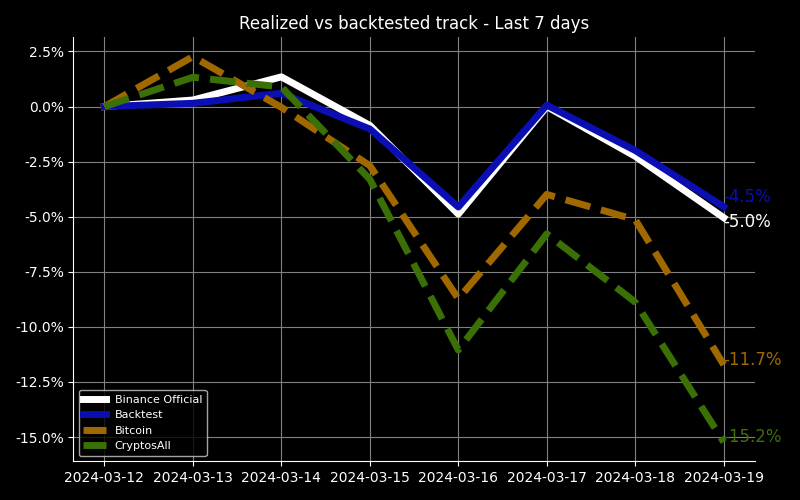 Realized vs backtested track - Last 7 days
2.5%
0.0%
-2.5%
-5.0%
-7.5%
-10.0%
-12.5%
-15.0%
-4.5%
-5.0%
-11.7%
-15.2%
Binance Official
Backtest
Bitcoin
CryptosAll
2024-03-12 2024-03-13 2024-03-14 2024-03-15 2024-03-16 2024-03-17 2024-03-18 2024-03-19